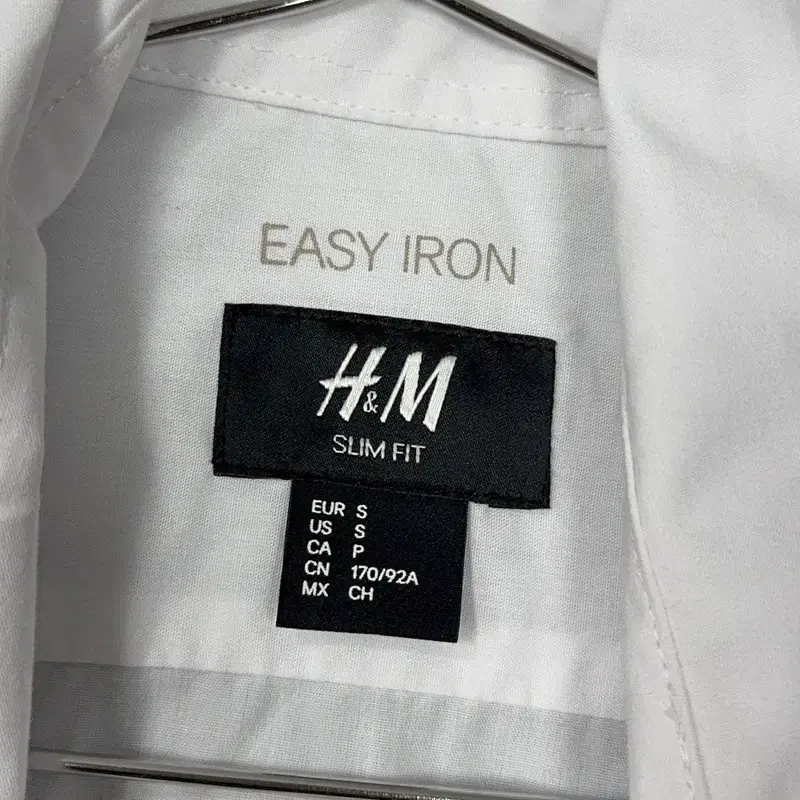 EASY IRON
H&M
SLIM FIT
EUR S
US S
CA P
CN 170/92A
MX CH